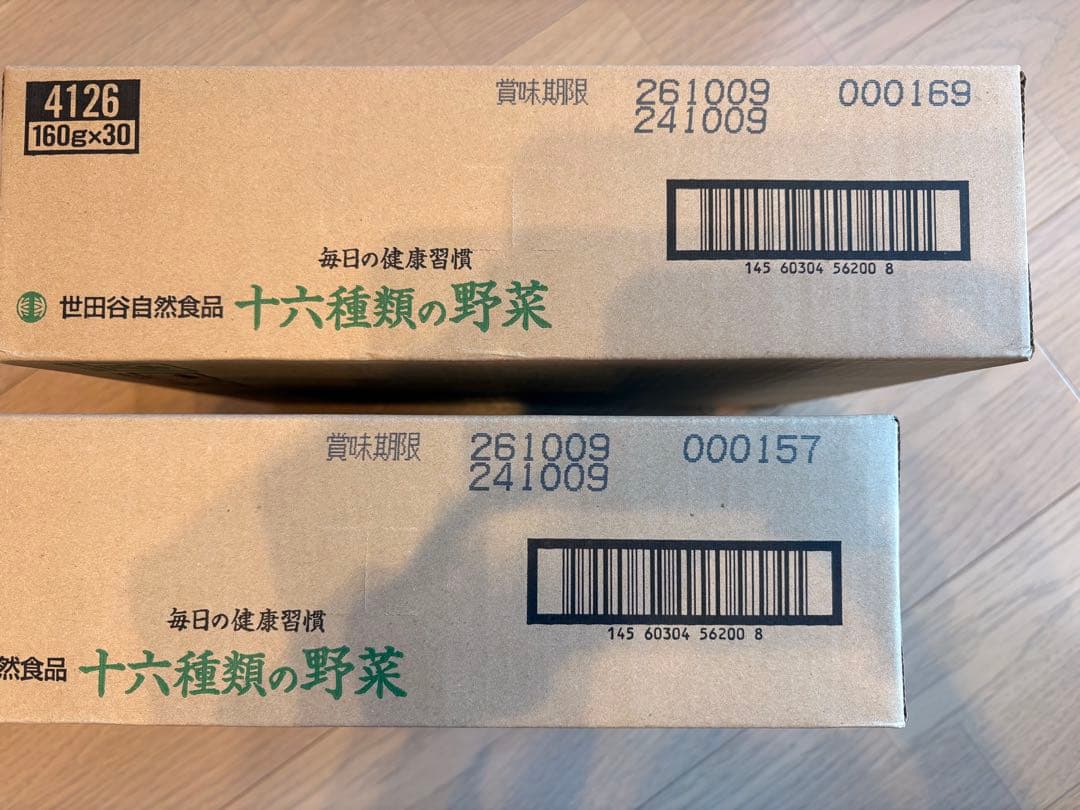 4126
160g×30
賞味期限 261009 000169
241009
145 60304 56200 8
毎日の健康習慣
世田谷自然食品 十六種類の野菜
賞味期限 261009 000157
241009
145 60304 56200 8
毎日の健康習慣
然食品 十六種類の野菜